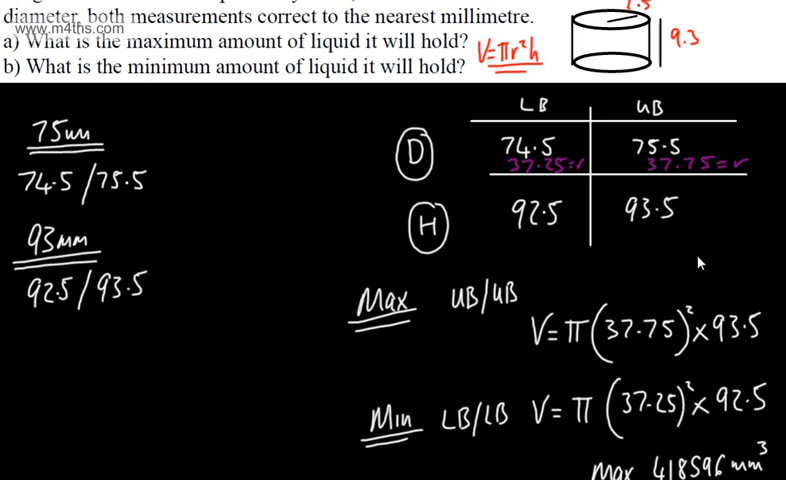 diameter, both measurements correct to the nearest millimetre.
www.m4ths.com
a) What is the maximum amount of liquid it will hold?
b) What is the minimum amount of liquid it will hold?
V=πr²h
9.3
75mm
74.5/75.5
93mm
92.5/93.5
LB UB
D 74.5 75.5
37.25=r 37.75=r
H 92.5 93.5
Max UB/UB
V=π(37.75)²×93.5
Min LB/LB V=π(37.25)²×92.5
Max 418596mm³